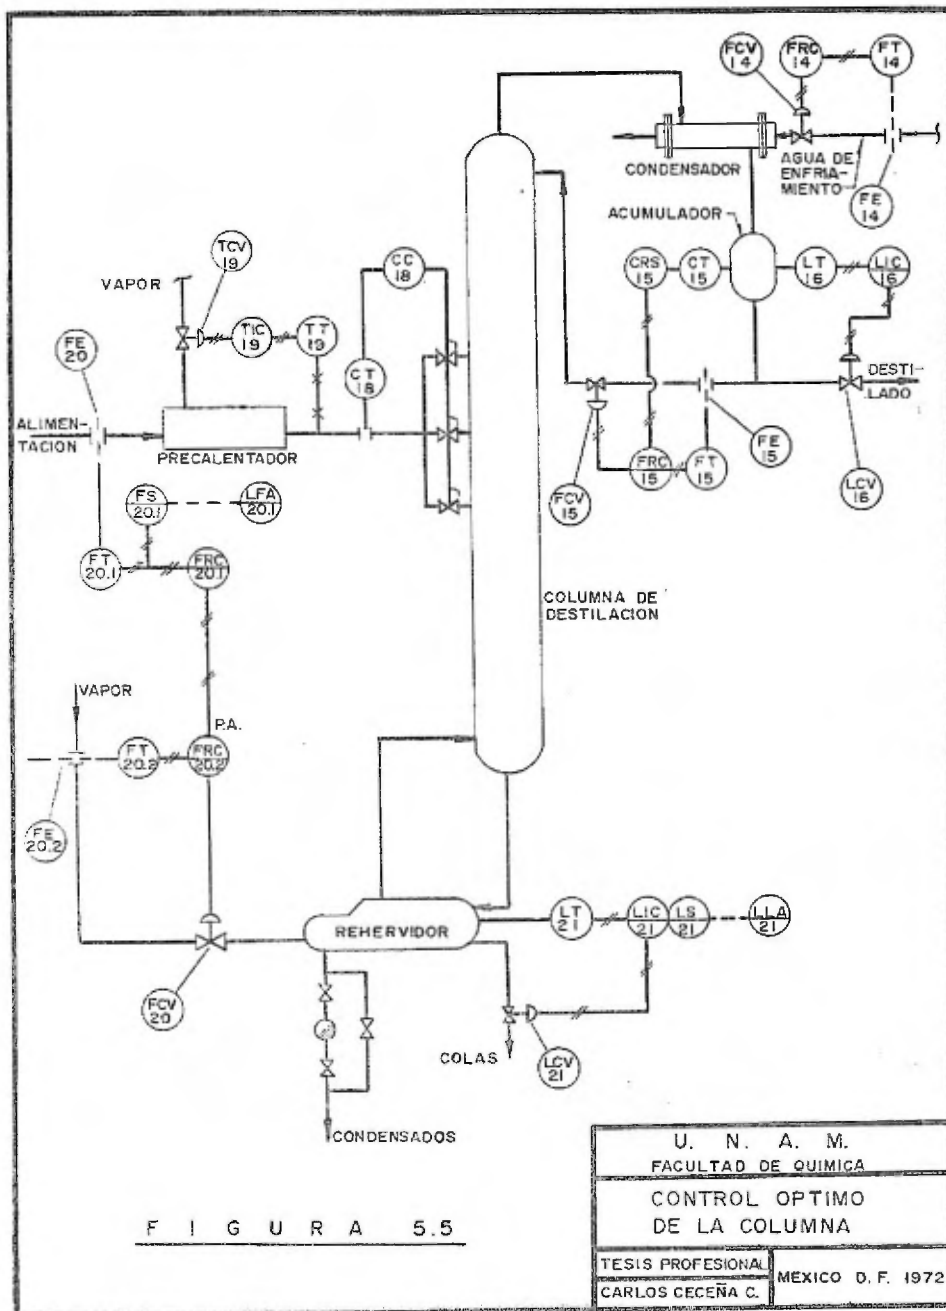 FCV
14
FRC
14
FT
14
CONDENSADOR
AGUA DE
ENFRIA-
MIENTO
FE
14
ACUMULADOR
TCV
19
CC
18
CRS
15
CT
15
LT
16
LIC
16
VAPOR
TIC
19
TT
19
FE
20
CT
18
DESTI-
LADO
ALIMEN-
TACION
PRECALENTADOR
FE
15
FCV
15
FRC
15
FT
15
LCV
16
FS
20.1
LFA
20.1
FT
20.1
FRC
20.1
COLUMNA DE
DESTILACION
VAPOR
P.A.
FT
20.2
FRC
20.2
FE
20.2
REHERVIDOR
LT
21
LIC
21
LS
21
LLA
21
FCV
20
COLAS
LCV
21
CONDENSADOS
FIGURA 5.5
U. N. A. M.
FACULTAD DE QUIMICA
CONTROL OPTIMO
DE LA COLUMNA
TESIS PROFESIONAL
CARLOS CECEÑA C.
MEXICO D. F. 1972